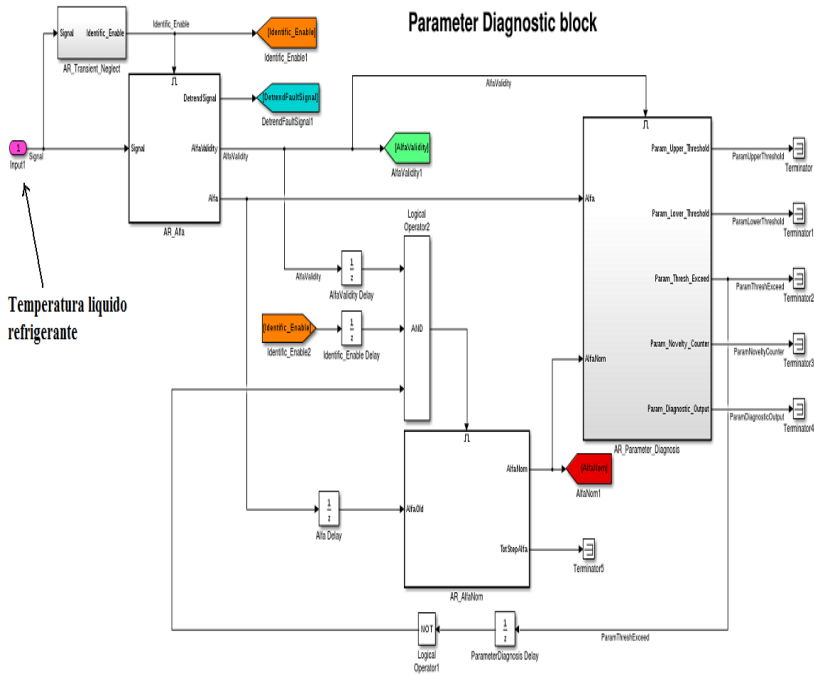 Parameter Diagnostic block
Identific_Enable
Signal
Identific_Enable
AR_Transient_Neglect
[Identific_Enable]
Identific_Enable1
DetrendSignal
[DetrendFaultSignal]
DetrendFaultSignal1
AlfaValidity
1
Input1
Signal
Signal
AlfaValidity
AlfaValidity
Alfa
AR_Alfa
[AlfaValidity]
AlfaValidity1
Alfa
Param_Upper_Threshold
ParamUpperThreshold
Terminator
Param_Lover_Threshold
ParamLowerThreshold
Terminator1
Param_Thresh_Exceed
ParamThreshExceed
Terminator2
Param_Novelty_Counter
ParamNoveltyCounter
Terminator3
AlfaNom
Param_Diagnostic_Output
ParamDiagnosticOutput
Terminator4
AR_Parameter_Diagnosis
Logical
Operator2
AND
AlfaValidity
1
z
AlfaValidity Delay
[Identific_Enable]
Identific_Enable2
1
z
Identific_Enable Delay
Temperatura liquido
refrigerante
AlfaNom
[AlfaNom]
AlfaNom1
1
z
Alfa Delay
AlfaOld
TotStepAlfa
Terminator5
AR_AlfaNom
NOT
Logical
Operator1
1
z
ParameterDiagnosis Delay
ParamThreshExceed